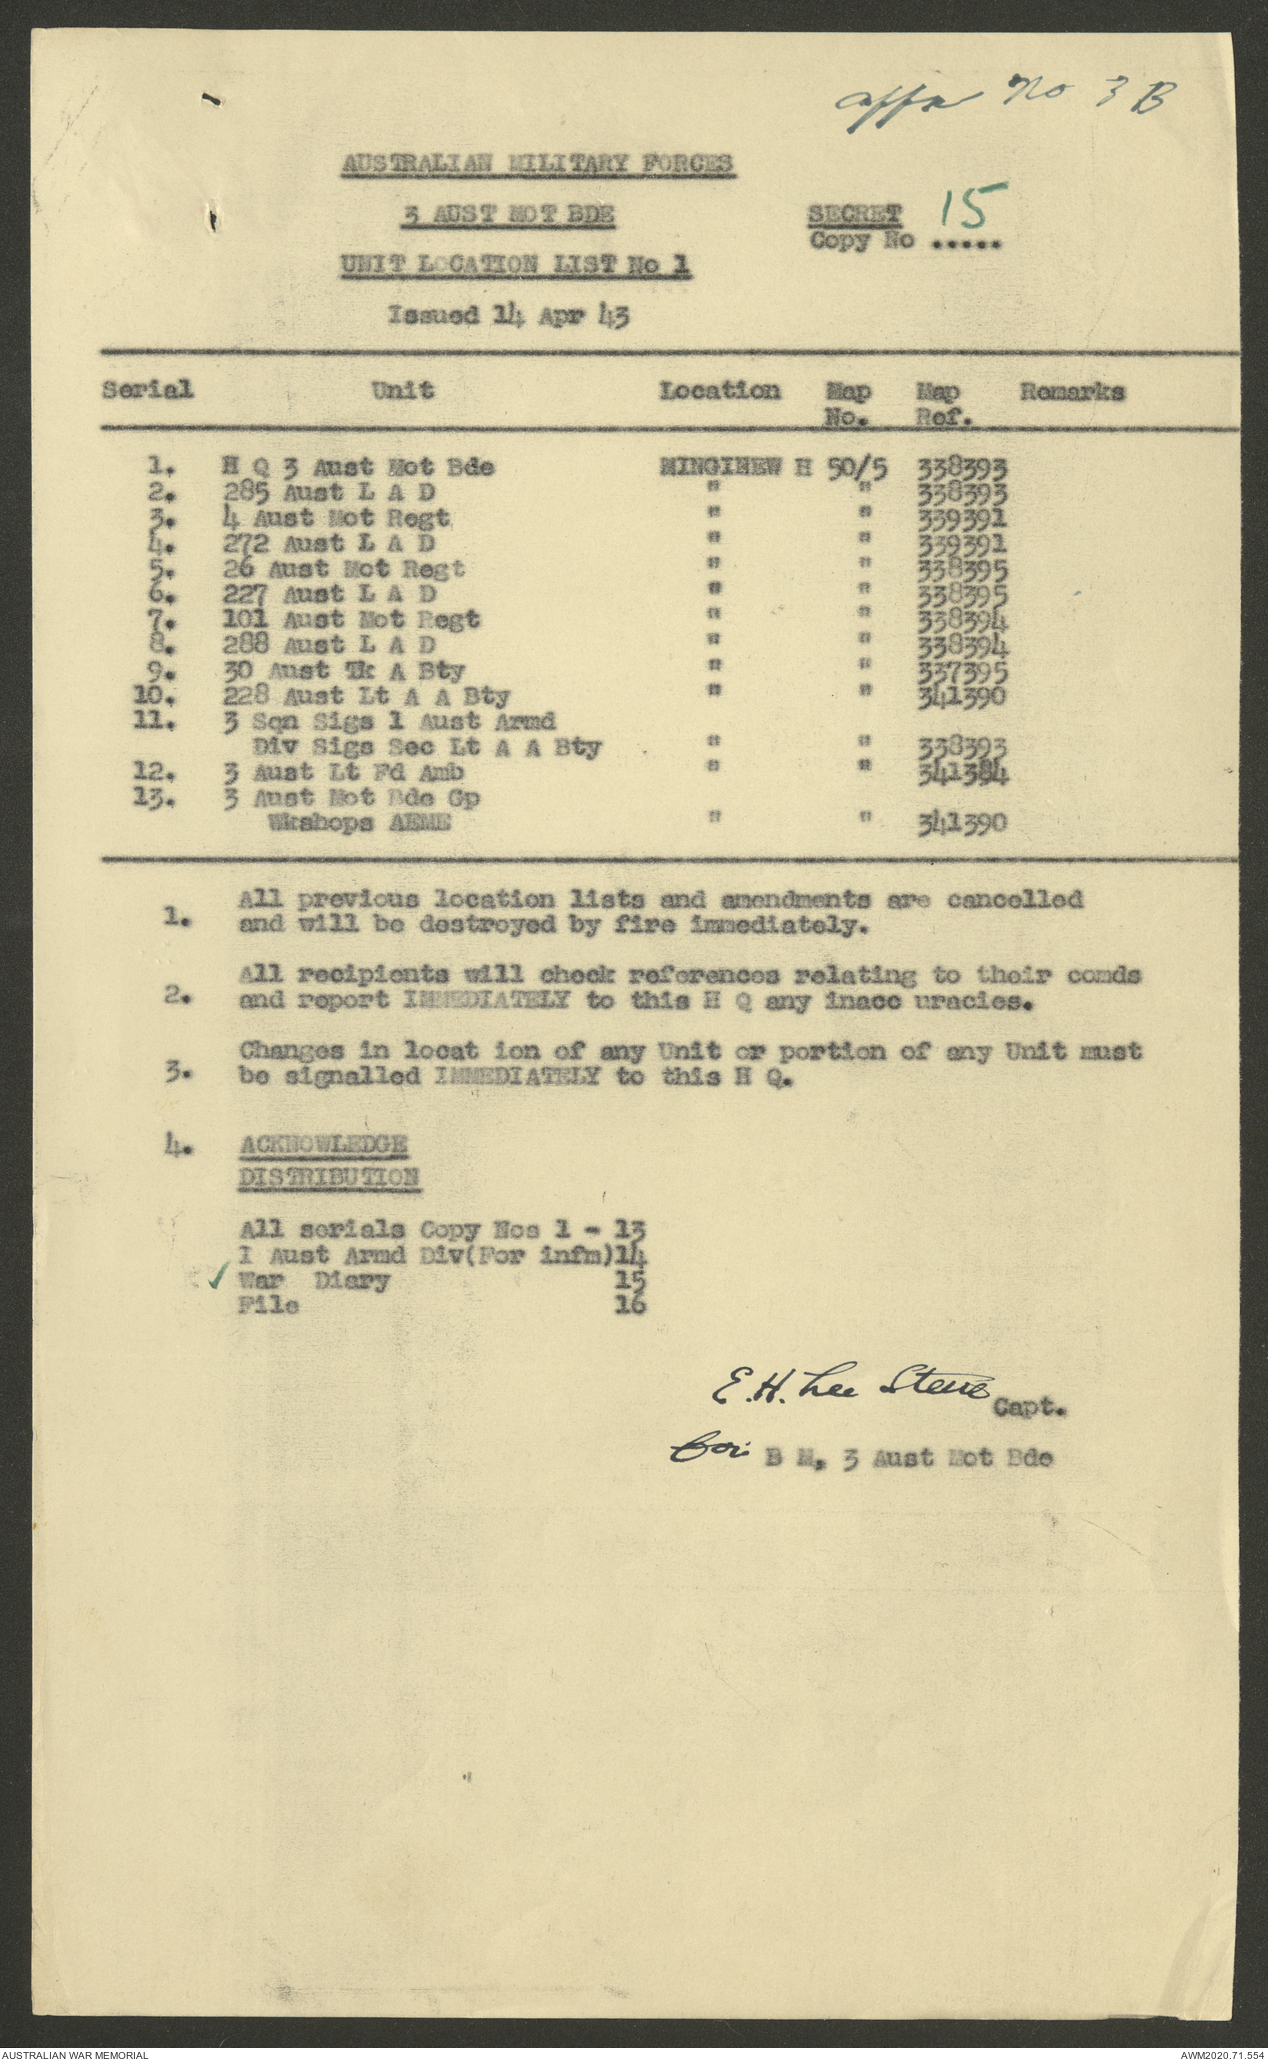 appx No 3 B
AUSTRALIAN MILITARY FORCES
3 AUST MOT BDE
SECRET 15
Copy No .....
UNIT LOCATION LIST No 1
Issued 14 Apr 43
Serial Unit Location Map No. Map Ref. Remarks
1. H Q 3 Aust Mot Bde MINGINEW H 50/5 338393
2. 285 Aust L A D " " 338393
3. 4 Aust Mot Regt " " 339391
4. 272 Aust L A D " " 339391
5. 26 Aust Mot Regt " " 338395
6. 227 Aust L A D " " 338395
7. 101 Aust Mot Regt " " 338394
8. 288 Aust L A D " " 338394
9. 30 Aust Tk A Bty " " 337395
10. 228 Aust Lt A A Bty " " 341390
11. 3 Sqn Sigs 1 Aust Armd
Div Sigs Sec Lt A A Bty " " 338393
12. 3 Aust Lt Fd Amb " " 341384
13. 3 Aust Mot Bde Gp
Wkshops AEME " " 341390
1. All previous location lists and amendments are cancelled
and will be destroyed by fire immediately.
2. All recipients will check references relating to their comds
and report IMMEDIATELY to this H Q any inacc uracies.
3. Changes in locat ion of any Unit or portion of any Unit must
be signalled IMMEDIATELY to this H Q.
4. ACKNOWLEDGE
DISTRIBUTION
All serials Copy Nos 1 - 13
I Aust Armd Div(For infm)14
✓ War Diary 15
File 16
E.H. Lee Steere Capt.
for B M, 3 Aust Mot Bde
AUSTRALIAN WAR MEMORIAL
AWM2020.71.554